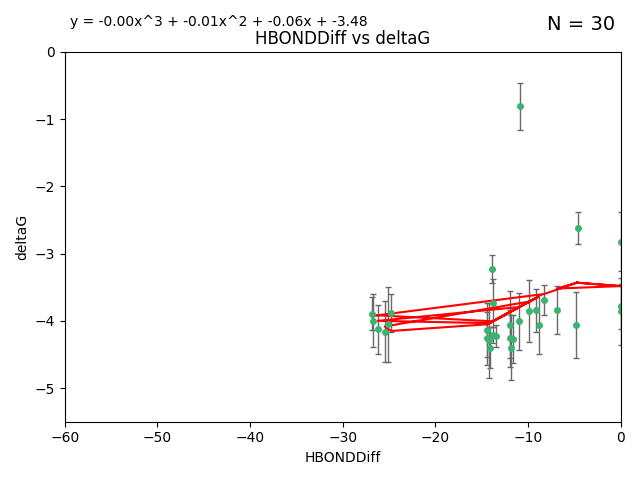 y = -0.00x^3 + -0.01x^2 + -0.06x + -3.48
N = 30
HBONDDiff vs deltaG
0
−1
−2
−3
−4
−5
deltaG
−60 −50 −40 −30 −20 −10 0
HBONDDiff